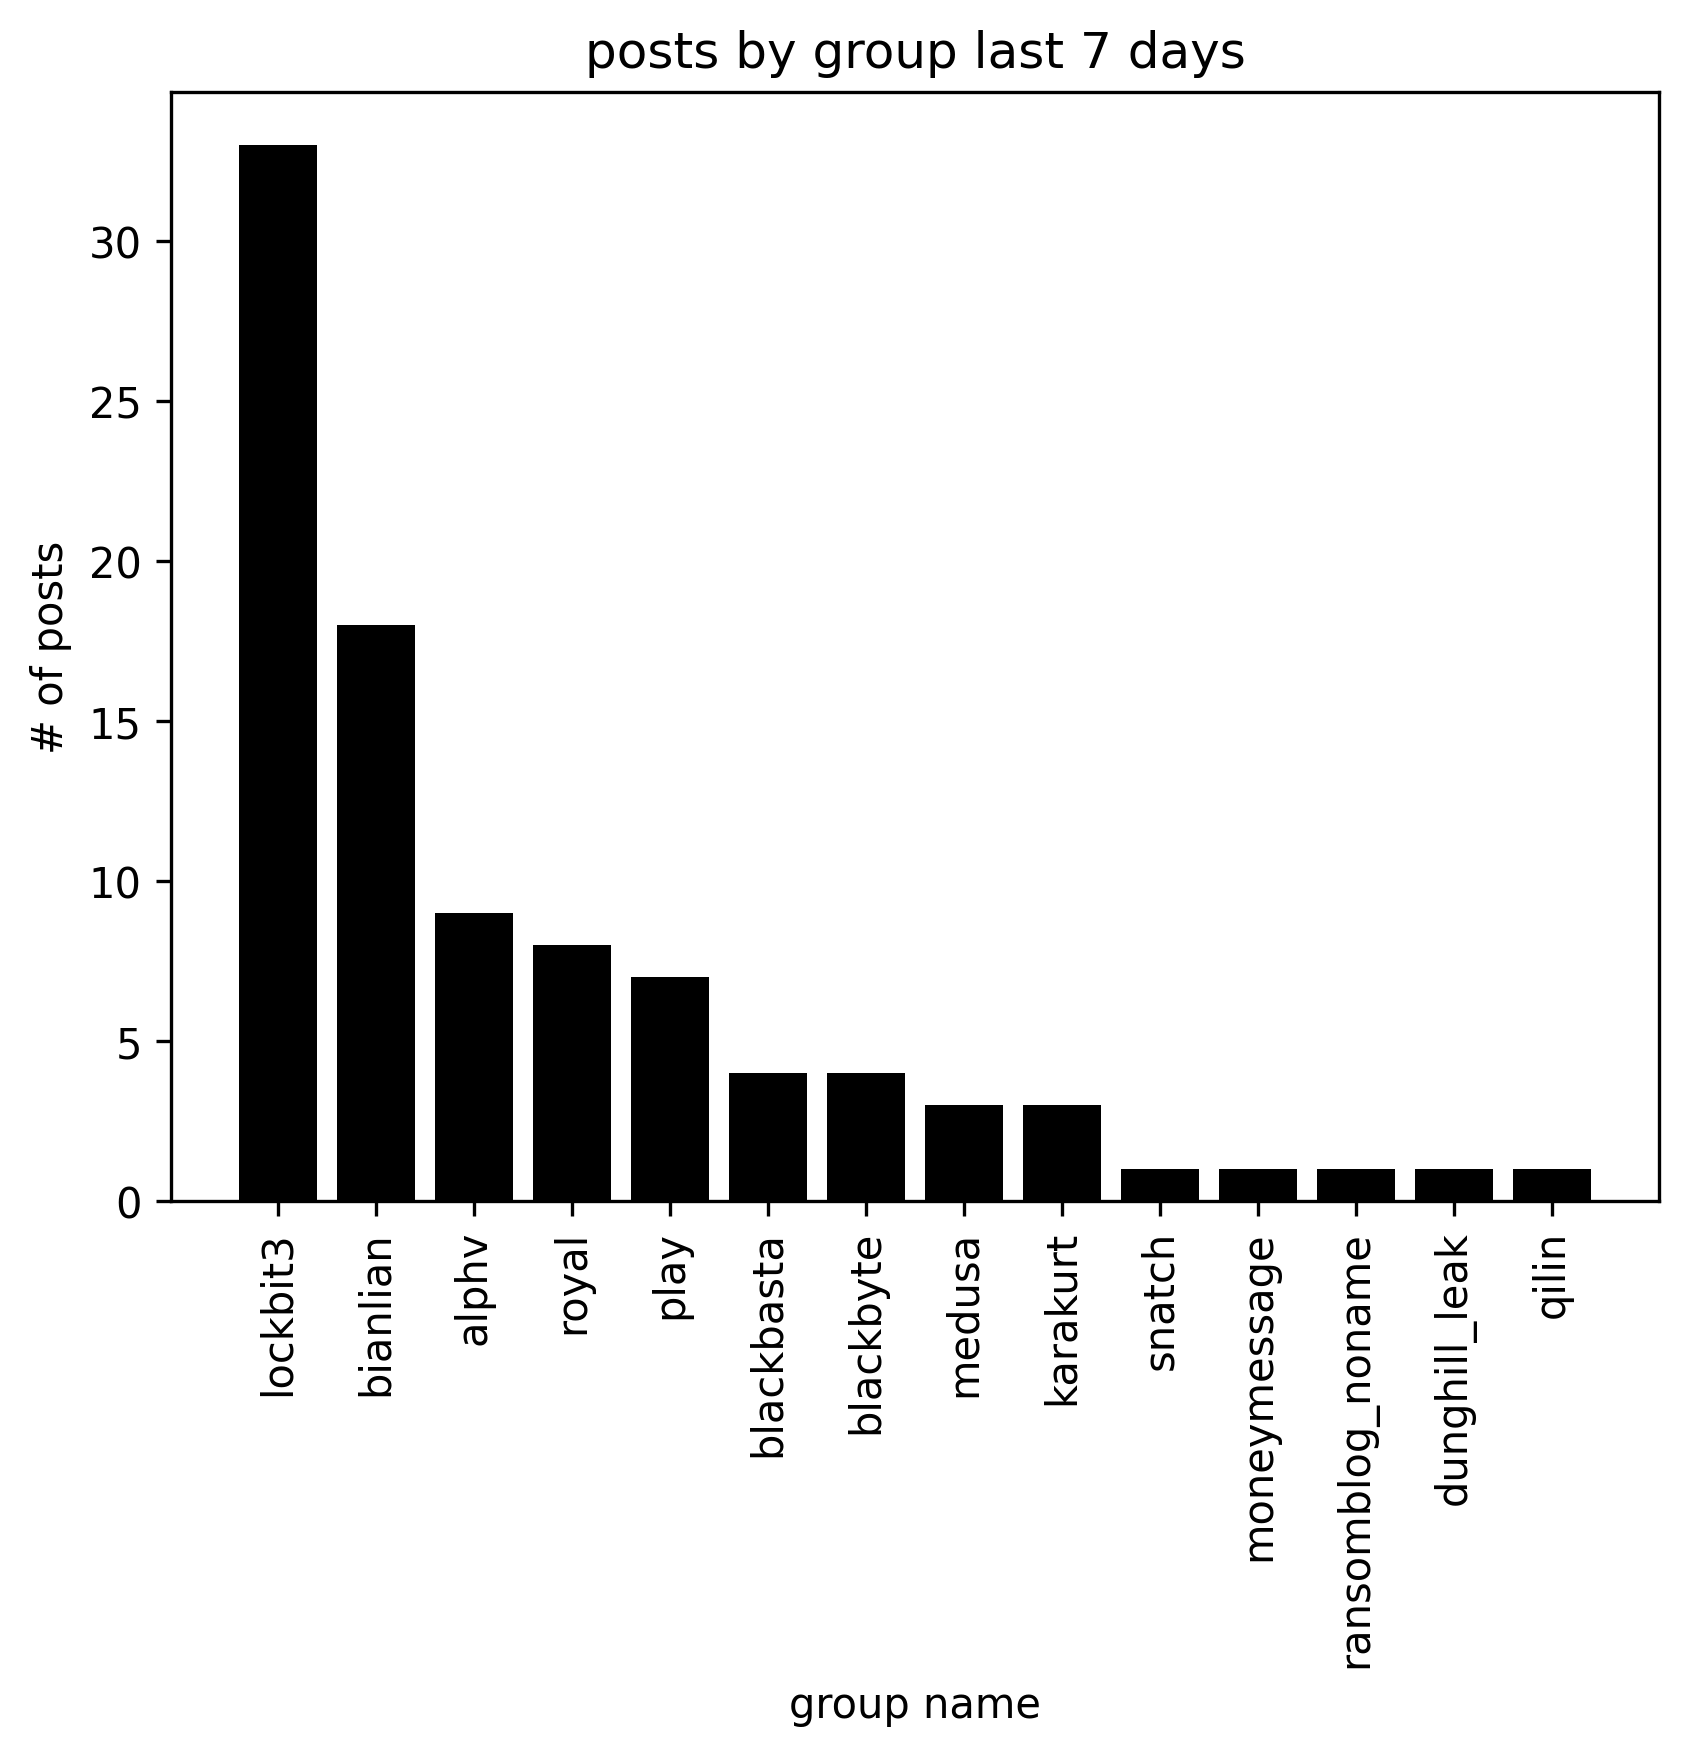 posts by group last 7 days
# of posts
30
25
20
15
10
5
0
lockbit3
bianlian
alphv
royal
play
blackbasta
blackbyte
medusa
karakurt
snatch
moneymessage
ransomblog_noname
dunghill_leak
qilin
group name